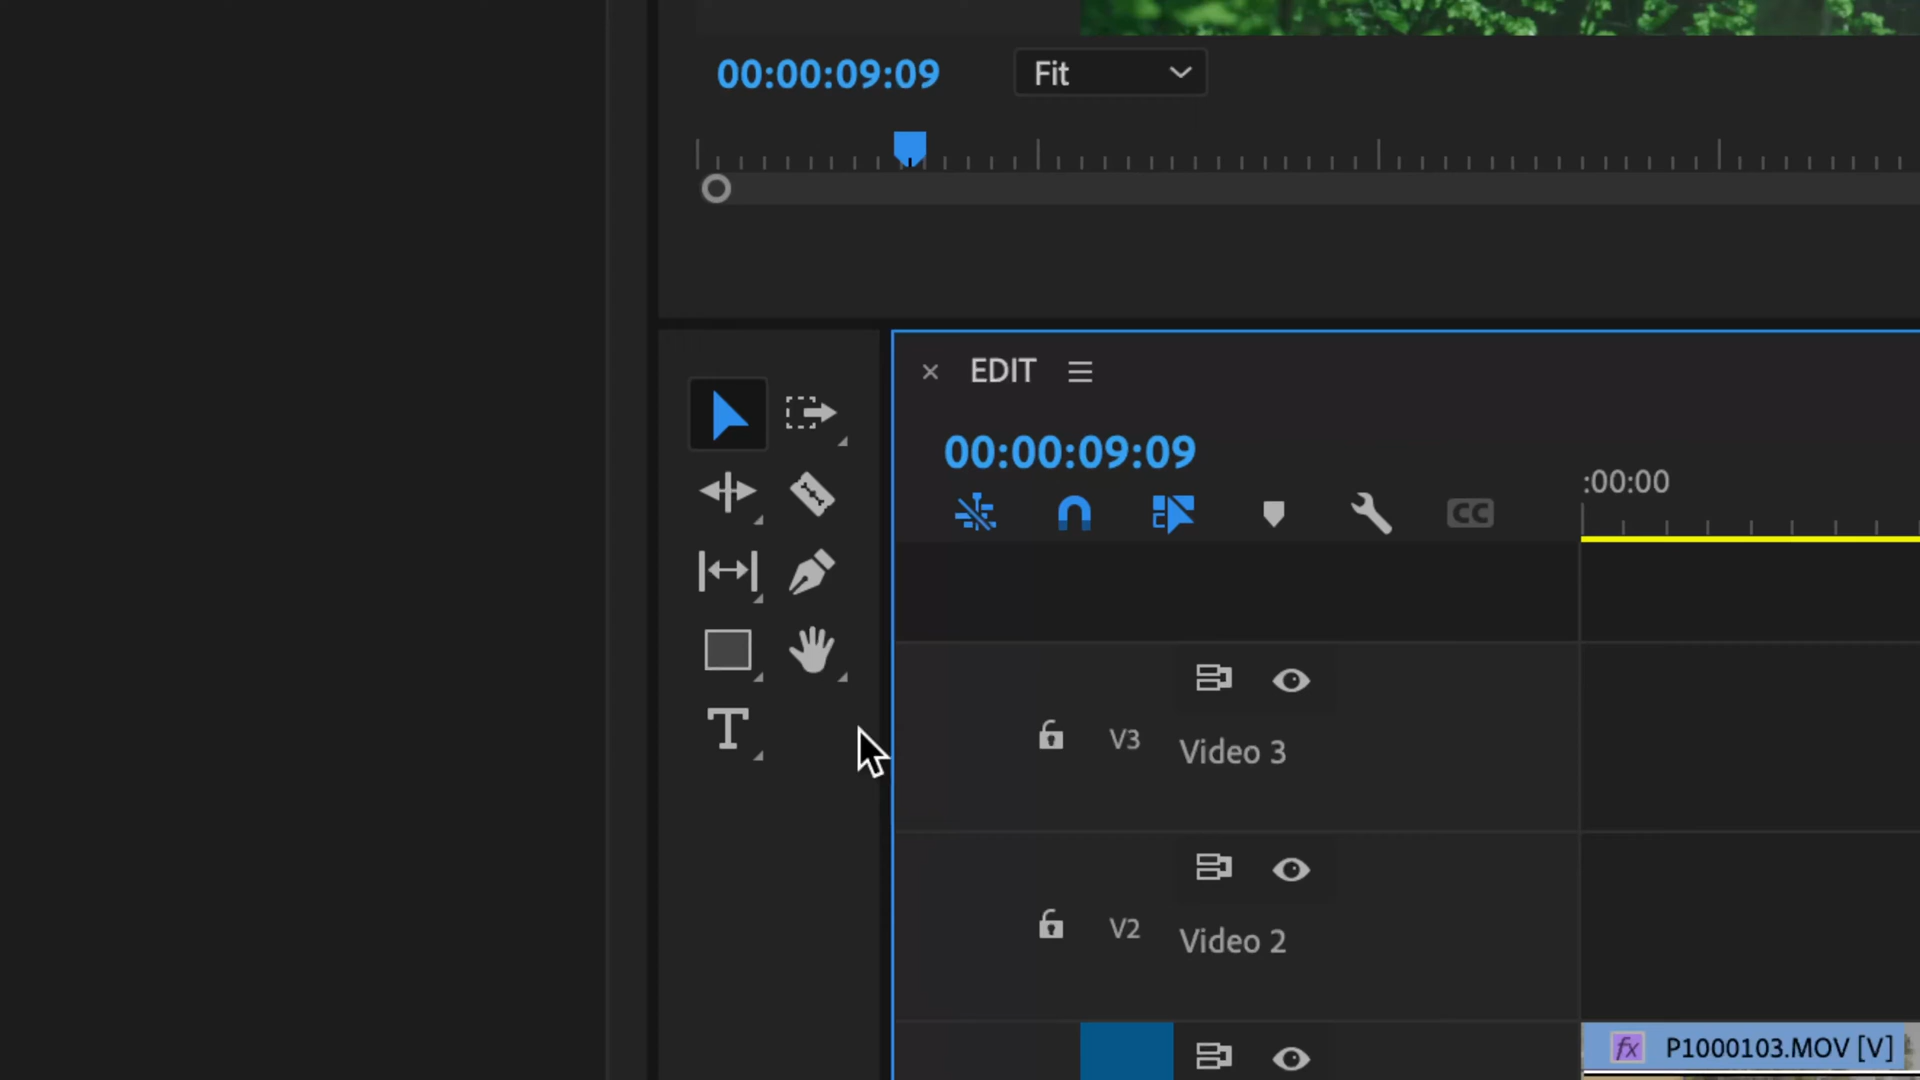 00:00:09:09
Fit
× EDIT
00:00:09:09
CC
:00:00
V3
Video 3
V2
Video 2
fx P1000103.MOV [V]